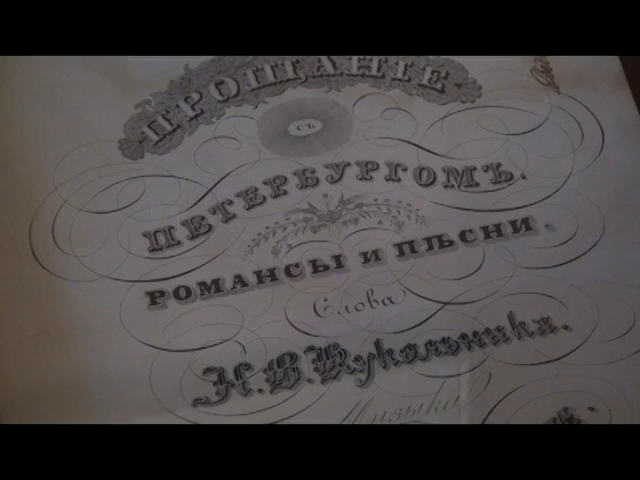 ПРОЩАНІЕ
СЪ
ПЕТЕРБУРГОМЪ.
РОМАНСЫ И ПѢСНИ.
Слова
Н. В. Кукольника.
Музыка